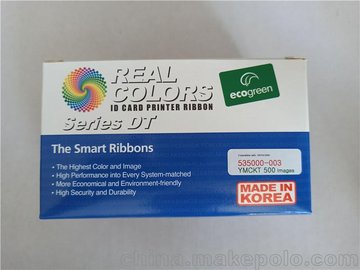 REAL
COLORS
ID CARD PRINTER RIBBON
Series DT
ecogreen
The Smart Ribbons
- The Highest Color and Image
- High Performance into Every System-matched
- More Economical and Environment-friendly
- High Security and Durability
535000-003
YMCKT 500 images
MADE IN
KOREA
china.makepolo.com